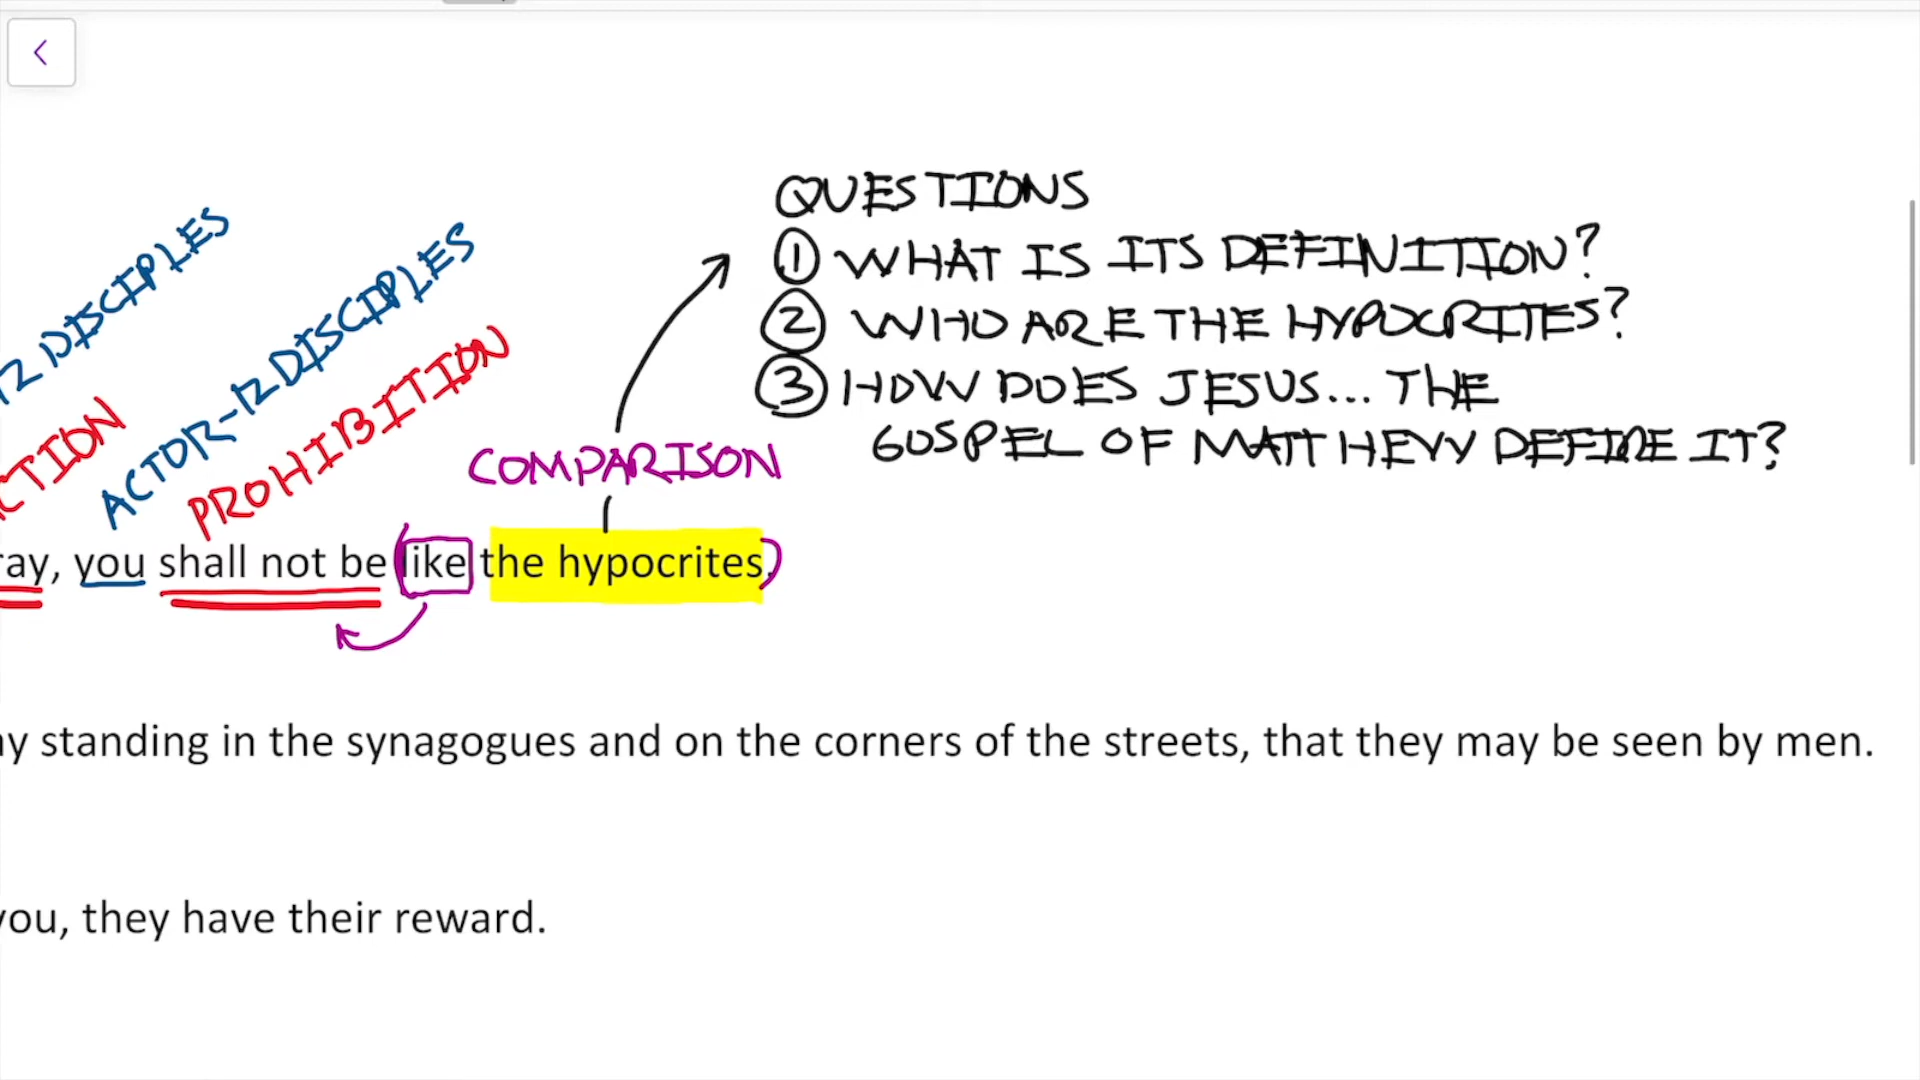 QUESTIONS
① WHAT IS ITS DEFINITION?
② WHO ARE THE HYPOCRITES?
③ HOW DOES JESUS... THE
GOSPEL OF MATTHEW DEFINE IT?
12 DISCIPLES
ACTOR-12 DISCIPLES
PROHIBITION
CTION
COMPARISON
ray, you shall not be like the hypocrites,
ay standing in the synagogues and on the corners of the streets, that they may be seen by men.
you, they have their reward.